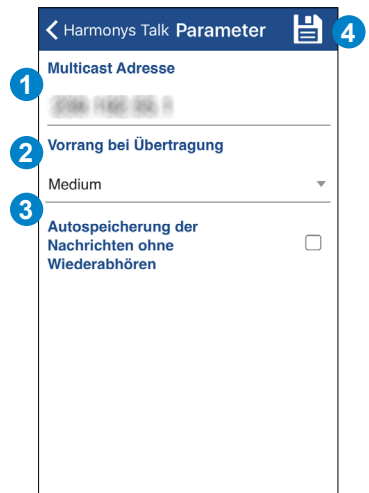 Harmonys Talk Parameter
4
1
Multicast Adresse
2
Vorrang bei Übertragung
Medium
3
Autospeicherung der
Nachrichten ohne
Wiederabhören